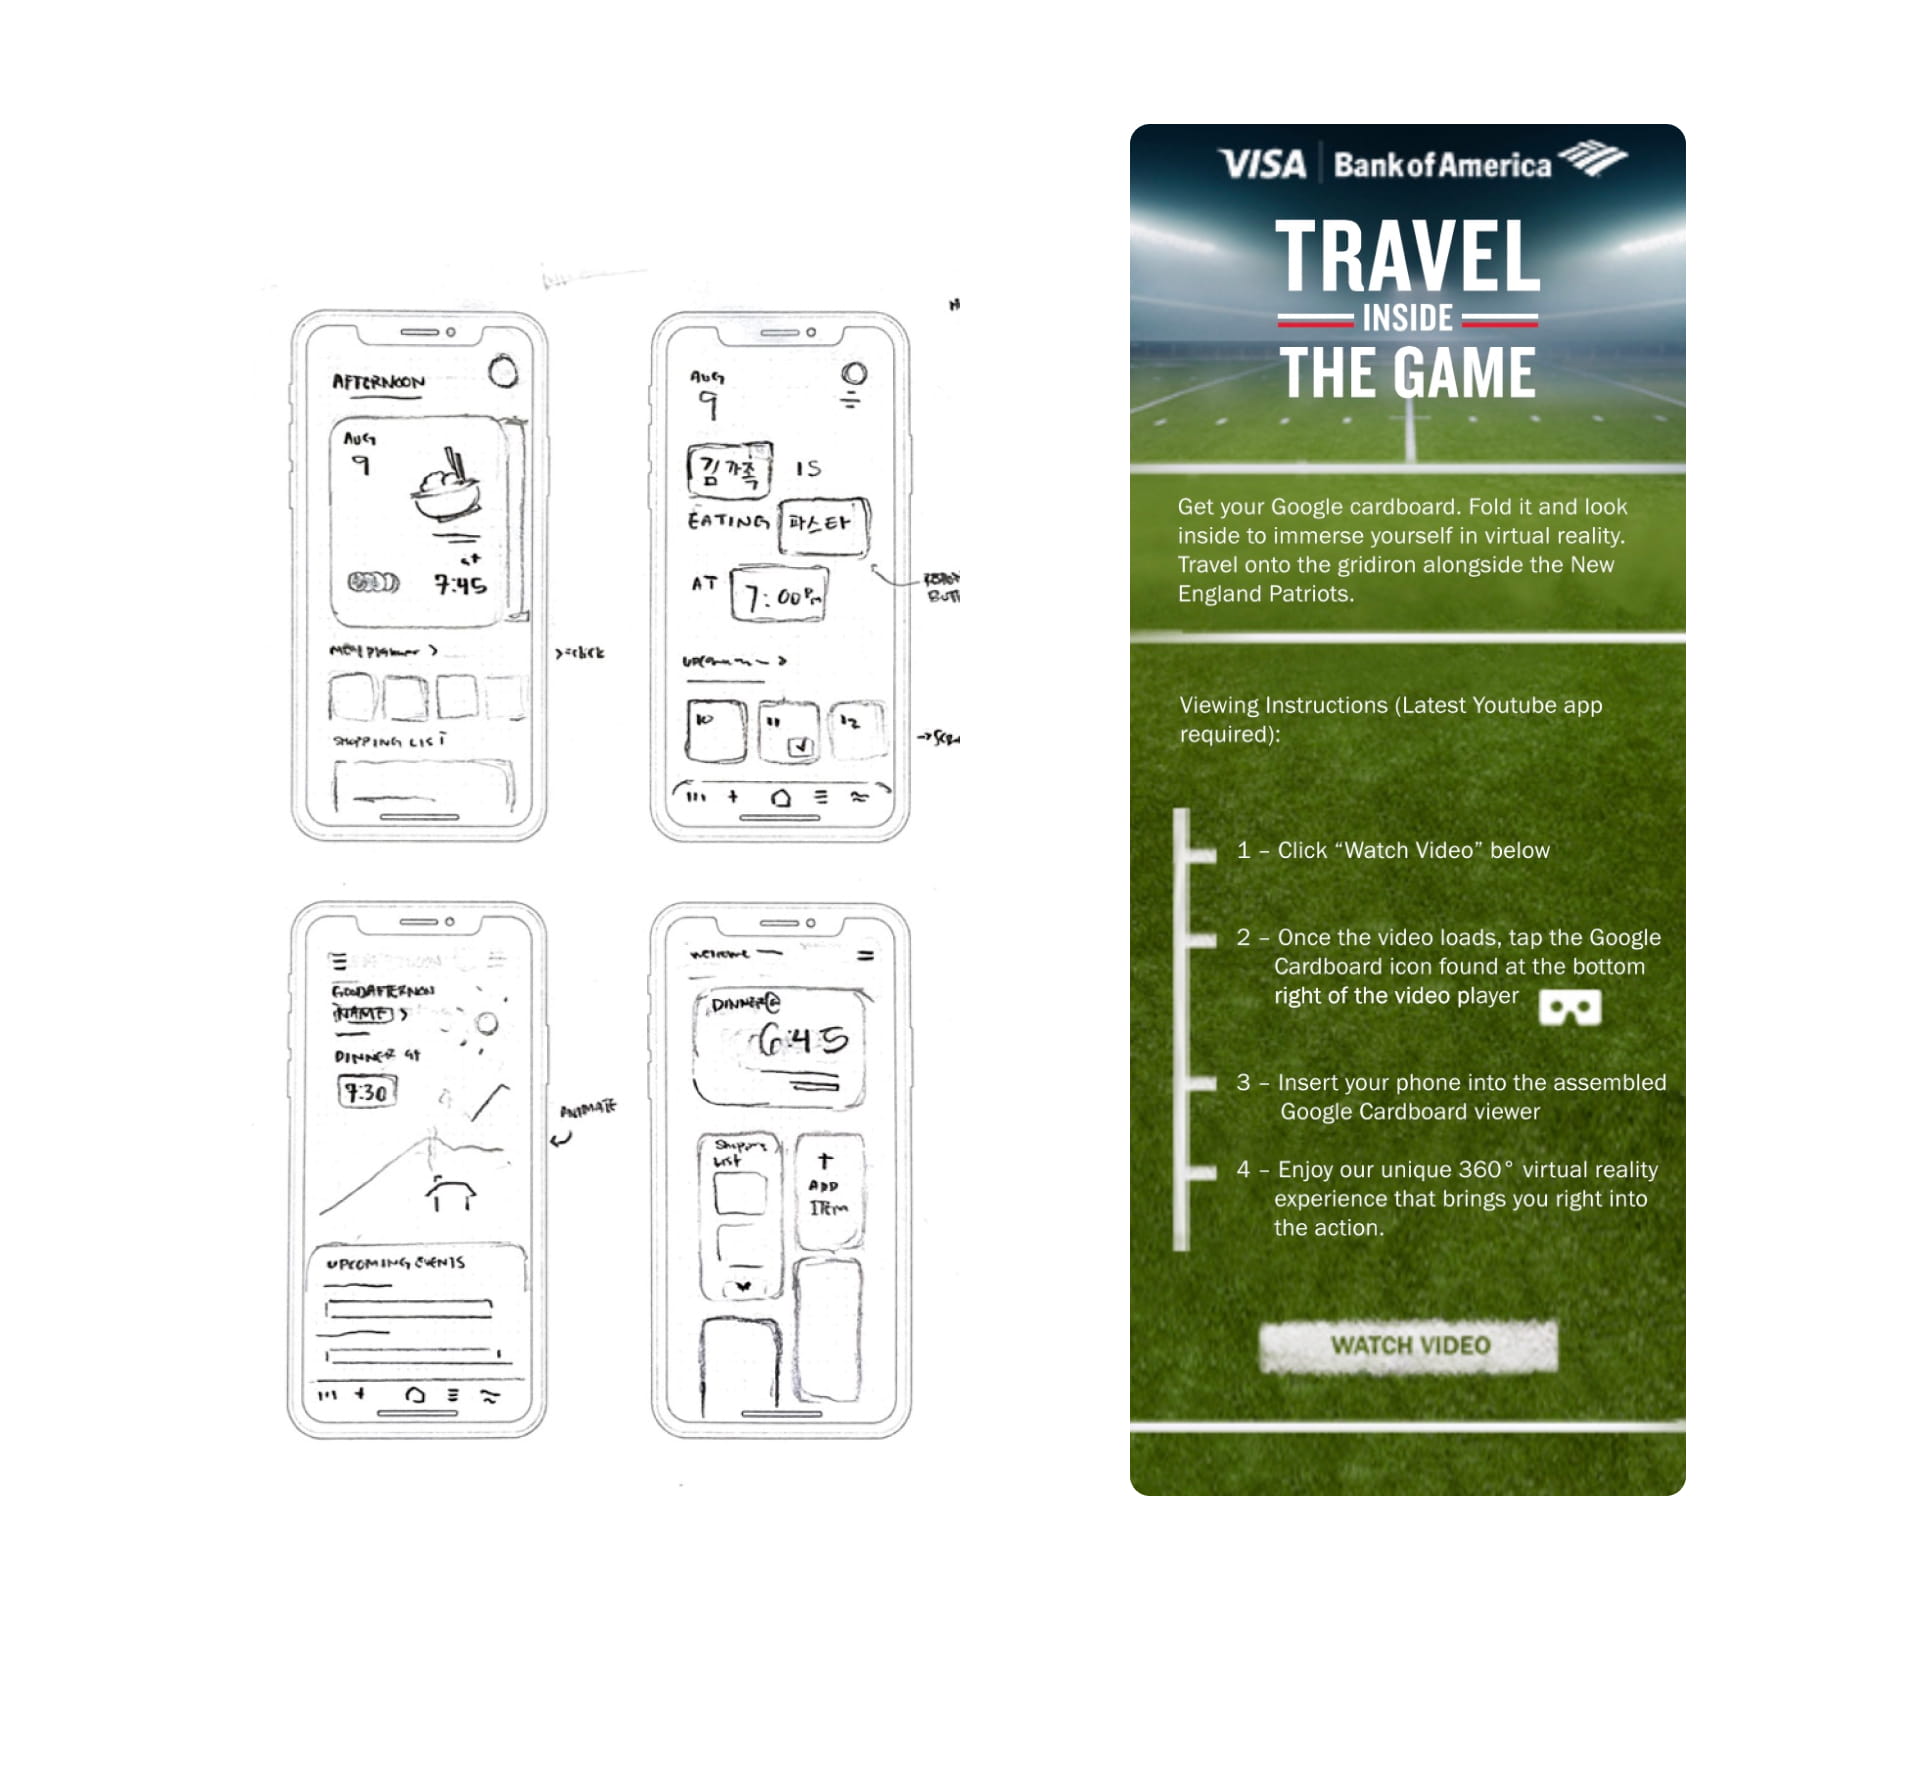 AFTERNOON
AUG
9
at
7:45
Meal planner >
SHOPPING LIST
>=click
AUG
9
김가족 IS
EATING 파스타
AT 7:00PM
10
11
12
GOOD AFTERNOON
NAME >
DINNER at
7:30
ANIMATE
UPCOMING EVENTS
welcome
DINNER@
6:45
Shopping
List
+
ADD
ITEM
VISA | Bank of America
TRAVEL
INSIDE
THE GAME
Get your Google cardboard. Fold it and look
inside to immerse yourself in virtual reality.
Travel onto the gridiron alongside the New
England Patriots.
Viewing Instructions (Latest Youtube app
required):
1 – Click “Watch Video” below
2 – Once the video loads, tap the Google
Cardboard icon found at the bottom
right of the video player
3 – Insert your phone into the assembled
Google Cardboard viewer
4 – Enjoy our unique 360° virtual reality
experience that brings you right into
the action.
WATCH VIDEO